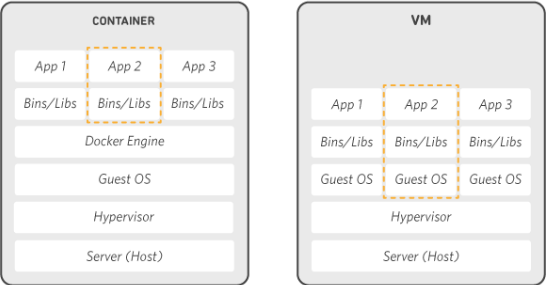 CONTAINER
App 1 App 2 App 3
Bins/Libs Bins/Libs Bins/Libs
Docker Engine
Guest OS
Hypervisor
Server (Host)
VM
App 1 App 2 App 3
Bins/Libs Bins/Libs Bins/Libs
Guest OS Guest OS Guest OS
Hypervisor
Server (Host)